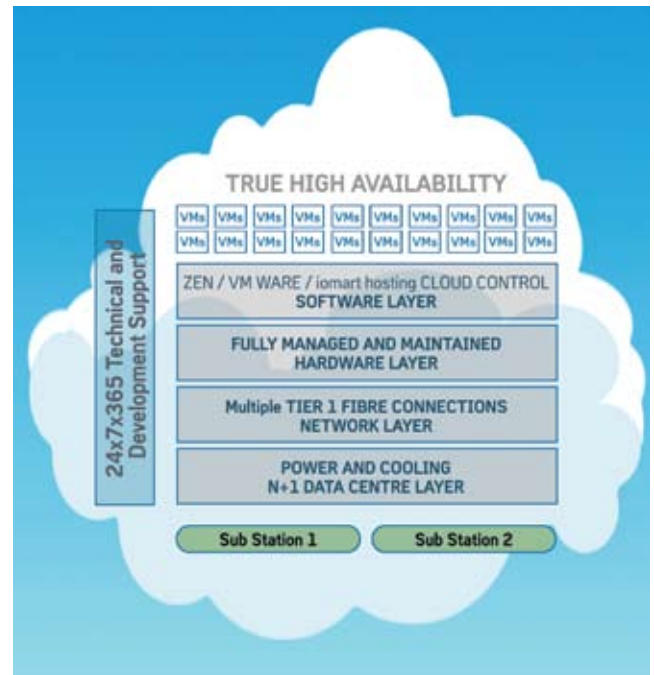 TRUE HIGH AVAILABILITY
VMs VMs VMs VMs VMs VMs VMs VMs VMs VMs
VMs VMs VMs VMs VMs VMs VMs VMs VMs VMs
24x7x365 Technical and
Development Support
ZEN / VM WARE / iomart hosting CLOUD CONTROL
SOFTWARE LAYER
FULLY MANAGED AND MAINTAINED
HARDWARE LAYER
Multiple TIER 1 FIBRE CONNECTIONS
NETWORK LAYER
POWER AND COOLING
N+1 DATA CENTRE LAYER
Sub Station 1
Sub Station 2